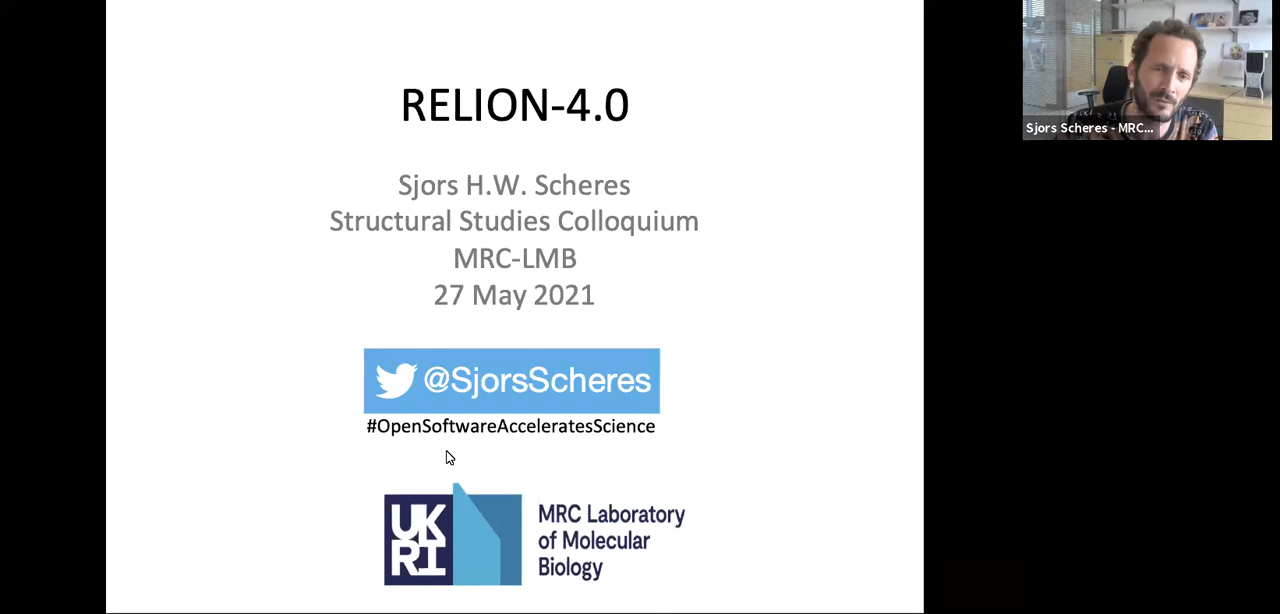 RELION-4.0
Sjors H.W. Scheres
Structural Studies Colloquium
MRC-LMB
27 May 2021
@SjorsScheres
#OpenSoftwareAcceleratesScience
UK
RI
MRC Laboratory
of Molecular
Biology
Sjors Scheres - MRC...